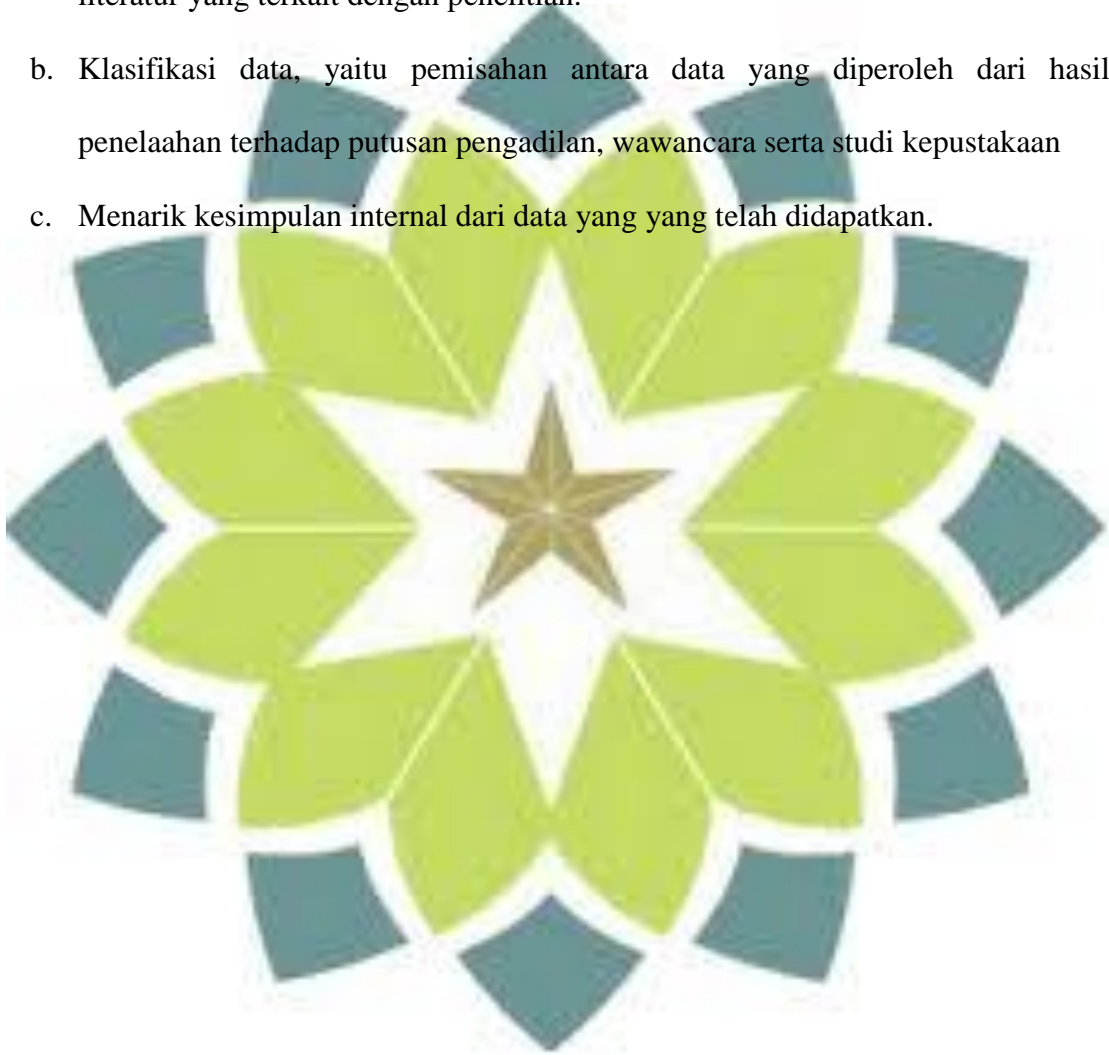 literatur yang terkait dengan penelitian.
b. Klasifikasi data, yaitu pemisahan antara data yang diperoleh dari hasil
penelaahan terhadap putusan pengadilan, wawancara serta studi kepustakaan
c. Menarik kesimpulan internal dari data yang yang telah didapatkan.